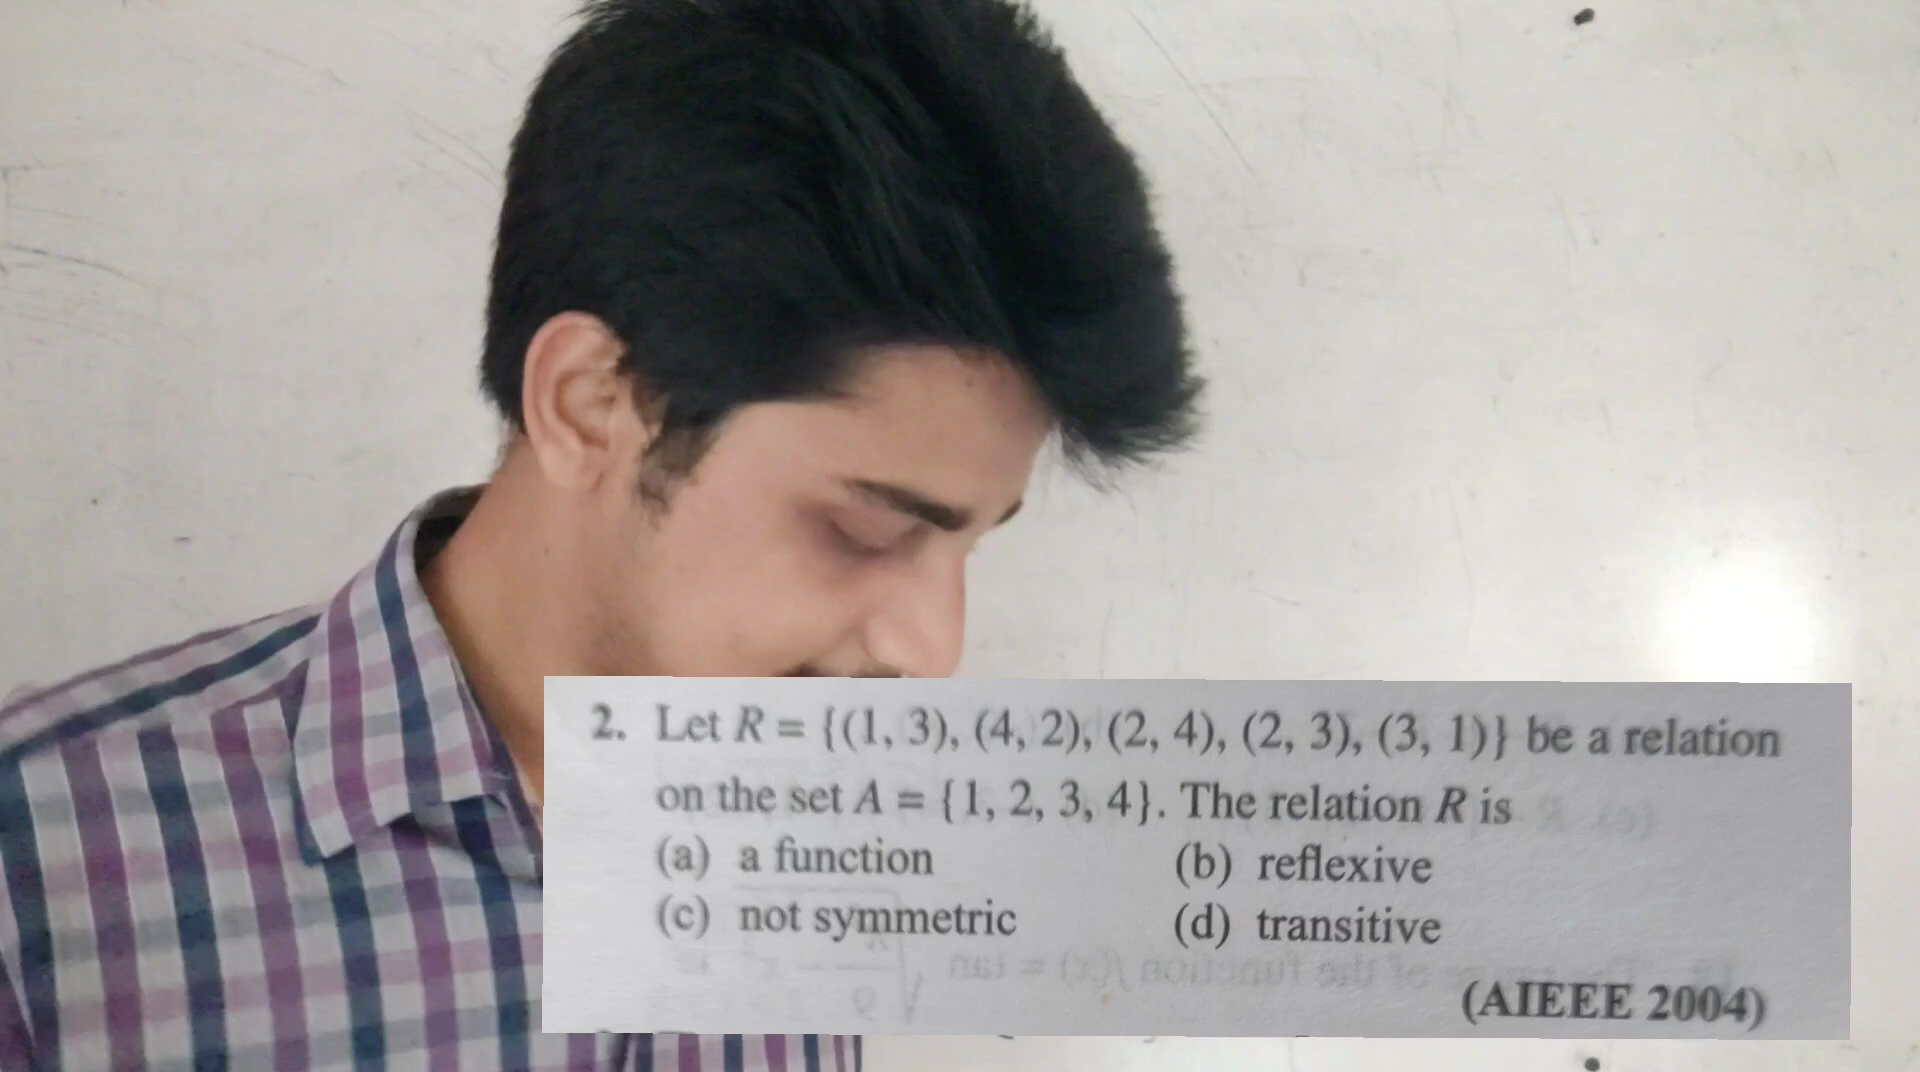 2. Let R = {(1, 3), (4, 2), (2, 4), (2, 3), (3, 1)} be a relation
on the set A = {1, 2, 3, 4}. The relation R is
(a) a function (b) reflexive
(c) not symmetric (d) transitive
(AIEEE 2004)